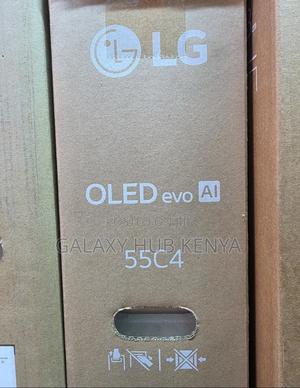 LG
OLED evo AI
GALAXY HUB KENYA
55C4